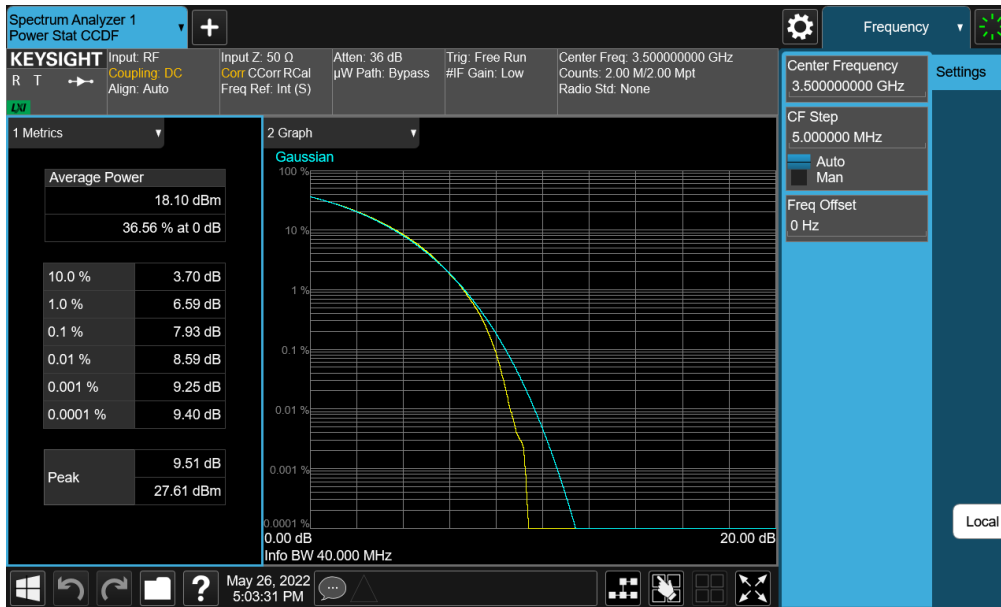 Spectrum Analyzer 1
Power Stat CCDF
Frequency
KEYSIGHT
R T
LXI
Input: RF
Coupling: DC
Align: Auto
Input Z: 50 Ω
Corr CCorr RCal
Freq Ref: Int (S)
Atten: 36 dB
µW Path: Bypass
Trig: Free Run
#IF Gain: Low
Center Freq: 3.500000000 GHz
Counts: 2.00 M/2.00 Mpt
Radio Std: None
Center Frequency
3.500000000 GHz
Settings
CF Step
5.000000 MHz
Auto
Man
Freq Offset
0 Hz
Local
1 Metrics
Average Power
18.10 dBm
36.56 % at 0 dB
10.0 % 3.70 dB
1.0 % 6.59 dB
0.1 % 7.93 dB
0.01 % 8.59 dB
0.001 % 9.25 dB
0.0001 % 9.40 dB
Peak
9.51 dB
27.61 dBm
2 Graph
Gaussian
100 %
10 %
1 %
0.1 %
0.01 %
0.001 %
0.0001 %
0.00 dB 20.00 dB
Info BW 40.000 MHz
?
May 26, 2022
5:03:31 PM